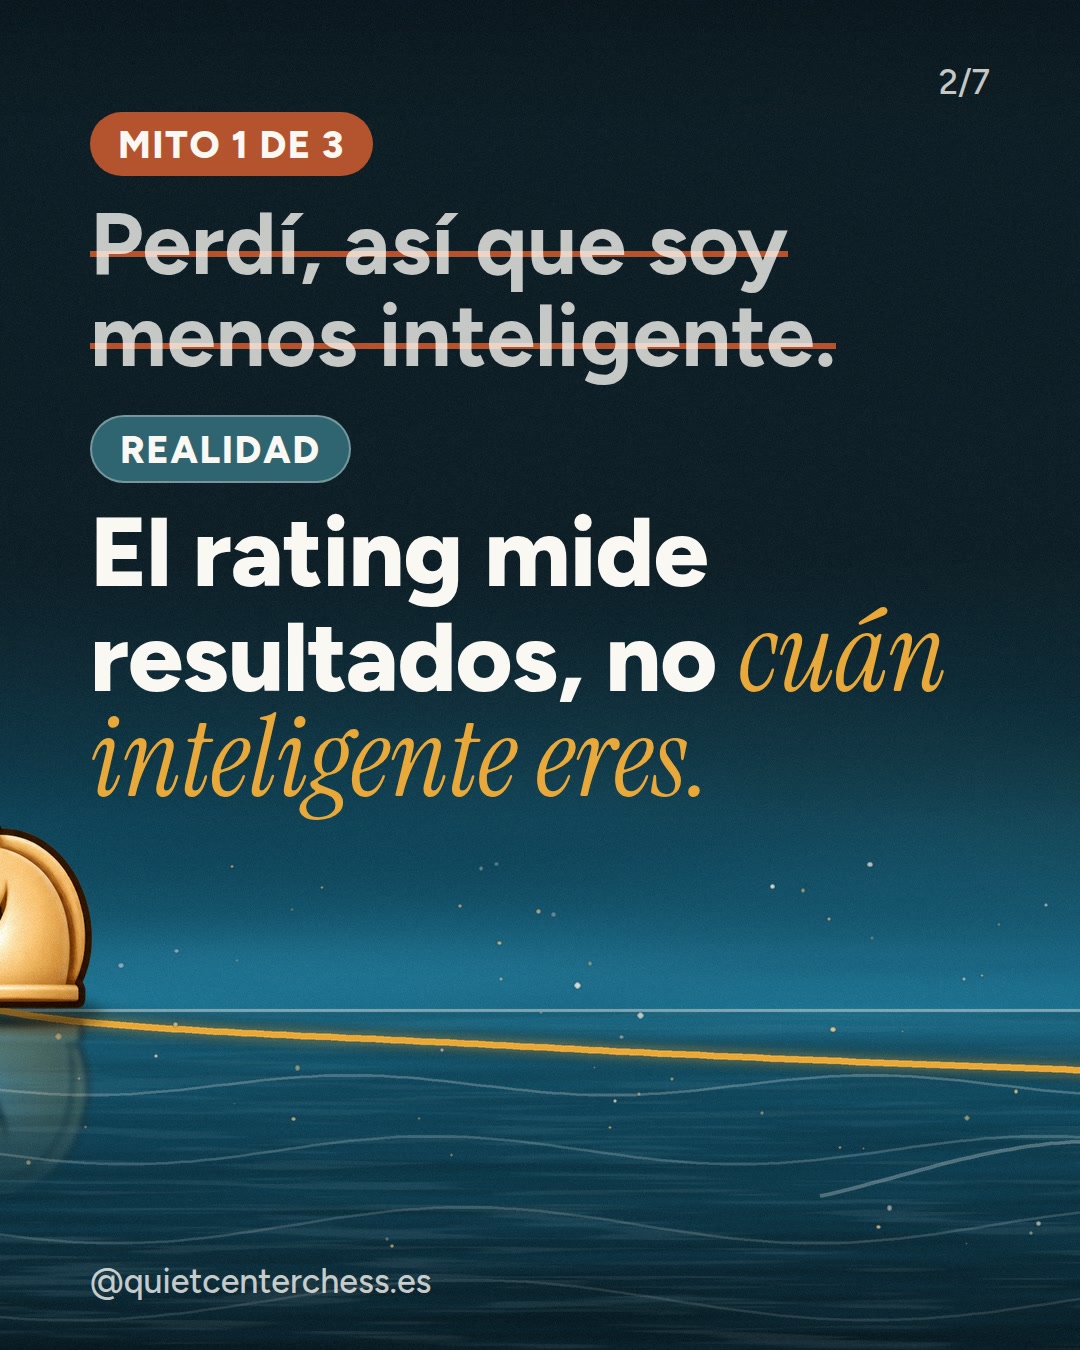 2/7
MITO 1 DE 3
Perdí, así que soy
menos inteligente.
REALIDAD
El rating mide
resultados, no cuán
inteligente eres.
@quietcenterchess.es